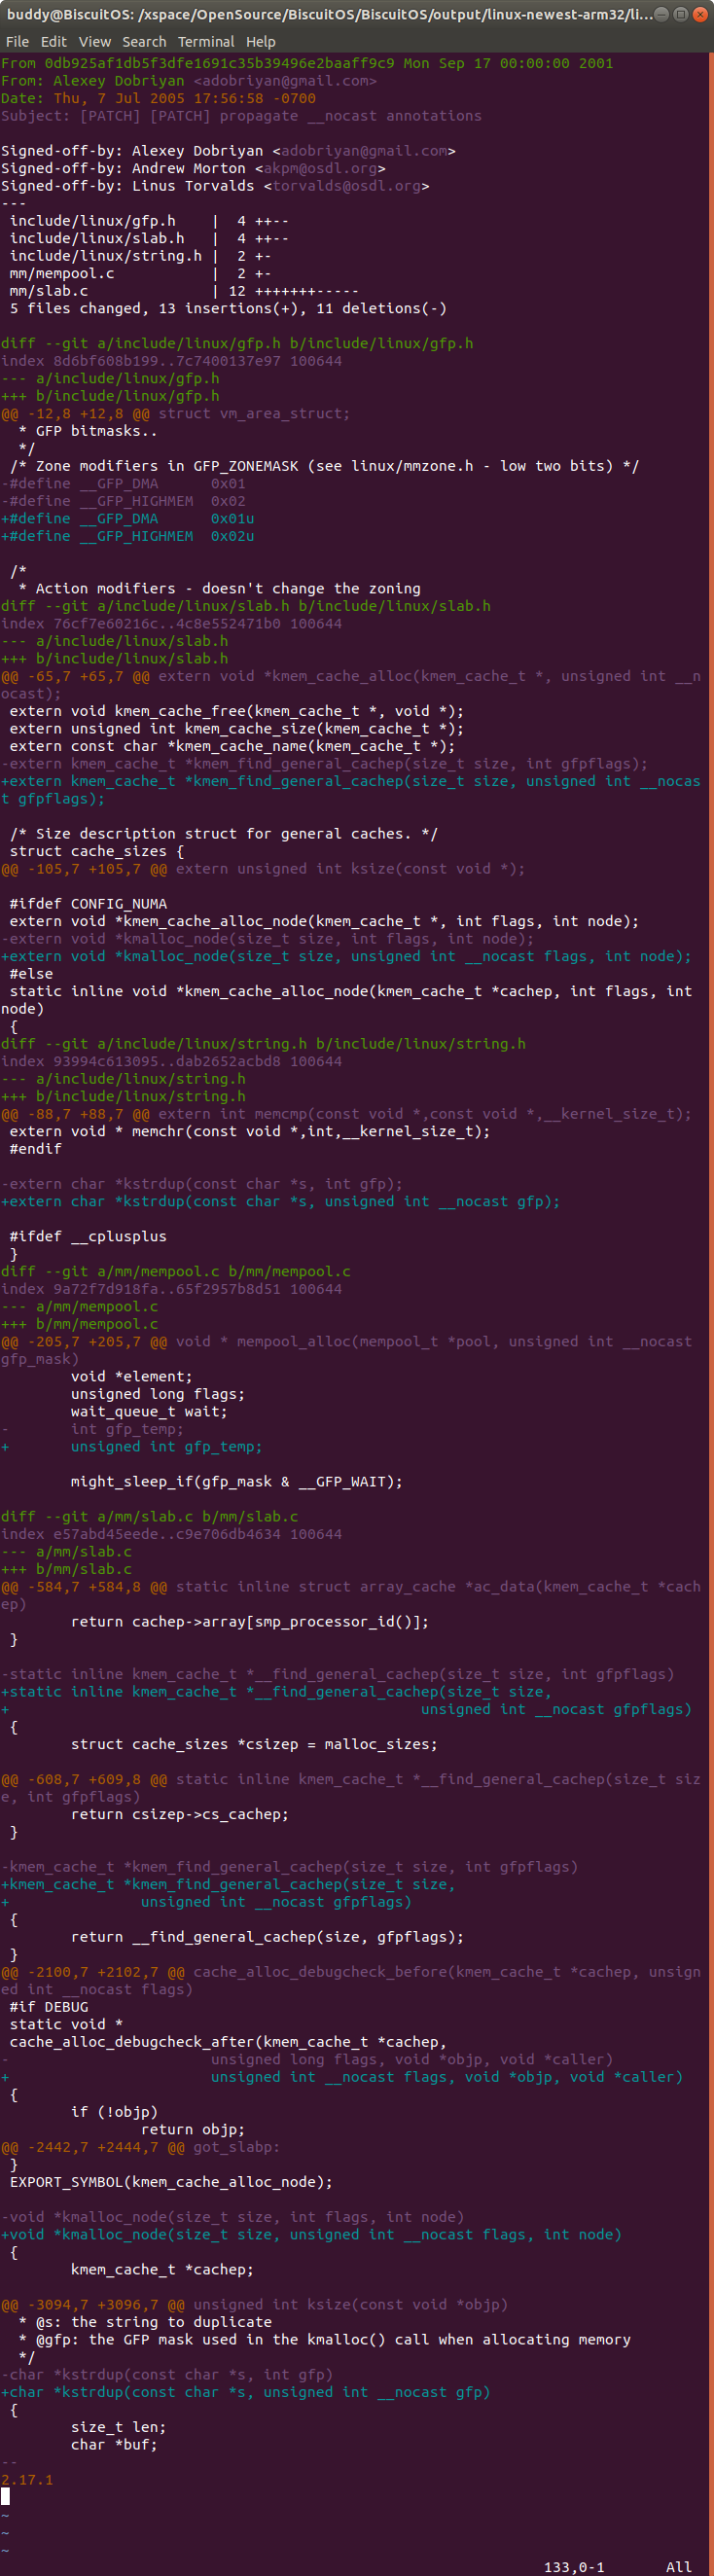 buddy@BiscuitOS: /xspace/OpenSource/BiscuitOS/BiscuitOS/output/linux-newest-arm32/li...
File Edit View Search Terminal Help
From 0db925af1db5f3dfe1691c35b39496e2baaff9c9 Mon Sep 17 00:00:00 2001
From: Alexey Dobriyan <adobriyan@gmail.com>
Date: Thu, 7 Jul 2005 17:56:58 -0700
Subject: [PATCH] [PATCH] propagate __nocast annotations

Signed-off-by: Alexey Dobriyan <adobriyan@gmail.com>
Signed-off-by: Andrew Morton <akpm@osdl.org>
Signed-off-by: Linus Torvalds <torvalds@osdl.org>
---
 include/linux/gfp.h    |  4 ++--
 include/linux/slab.h   |  4 ++--
 include/linux/string.h |  2 +-
 mm/mempool.c           |  2 +-
 mm/slab.c              | 12 +++++++-----
 5 files changed, 13 insertions(+), 11 deletions(-)

diff --git a/include/linux/gfp.h b/include/linux/gfp.h
index 8d6bf608b199..7c7400137e97 100644
--- a/include/linux/gfp.h
+++ b/include/linux/gfp.h
@@ -12,8 +12,8 @@ struct vm_area_struct;
  * GFP bitmasks..
  */
 /* Zone modifiers in GFP_ZONEMASK (see linux/mmzone.h - low two bits) */
-#define __GFP_DMA      0x01
-#define __GFP_HIGHMEM  0x02
+#define __GFP_DMA      0x01u
+#define __GFP_HIGHMEM  0x02u

 /*
  * Action modifiers - doesn't change the zoning
diff --git a/include/linux/slab.h b/include/linux/slab.h
index 76cf7e60216c..4c8e552471b0 100644
--- a/include/linux/slab.h
+++ b/include/linux/slab.h
@@ -65,7 +65,7 @@ extern void *kmem_cache_alloc(kmem_cache_t *, unsigned int __n
ocast);
 extern void kmem_cache_free(kmem_cache_t *, void *);
 extern unsigned int kmem_cache_size(kmem_cache_t *);
 extern const char *kmem_cache_name(kmem_cache_t *);
-extern kmem_cache_t *kmem_find_general_cachep(size_t size, int gfpflags);
+extern kmem_cache_t *kmem_find_general_cachep(size_t size, unsigned int __nocas
t gfpflags);

 /* Size description struct for general caches. */
 struct cache_sizes {
@@ -105,7 +105,7 @@ extern unsigned int ksize(const void *);

 #ifdef CONFIG_NUMA
 extern void *kmem_cache_alloc_node(kmem_cache_t *, int flags, int node);
-extern void *kmalloc_node(size_t size, int flags, int node);
+extern void *kmalloc_node(size_t size, unsigned int __nocast flags, int node);
 #else
 static inline void *kmem_cache_alloc_node(kmem_cache_t *cachep, int flags, int
node)
 {
diff --git a/include/linux/string.h b/include/linux/string.h
index 93994c613095..dab2652acbd8 100644
--- a/include/linux/string.h
+++ b/include/linux/string.h
@@ -88,7 +88,7 @@ extern int memcmp(const void *,const void *,__kernel_size_t);
 extern void * memchr(const void *,int,__kernel_size_t);
 #endif

-extern char *kstrdup(const char *s, int gfp);
+extern char *kstrdup(const char *s, unsigned int __nocast gfp);

 #ifdef __cplusplus
 }
diff --git a/mm/mempool.c b/mm/mempool.c
index 9a72f7d918fa..65f2957b8d51 100644
--- a/mm/mempool.c
+++ b/mm/mempool.c
@@ -205,7 +205,7 @@ void * mempool_alloc(mempool_t *pool, unsigned int __nocast
gfp_mask)
        void *element;
        unsigned long flags;
        wait_queue_t wait;
-       int gfp_temp;
+       unsigned int gfp_temp;

        might_sleep_if(gfp_mask & __GFP_WAIT);

diff --git a/mm/slab.c b/mm/slab.c
index e57abd45eede..c9e706db4634 100644
--- a/mm/slab.c
+++ b/mm/slab.c
@@ -584,7 +584,8 @@ static inline struct array_cache *ac_data(kmem_cache_t *cach
ep)
        return cachep->array[smp_processor_id()];
 }

-static inline kmem_cache_t *__find_general_cachep(size_t size, int gfpflags)
+static inline kmem_cache_t *__find_general_cachep(size_t size,
+                                               unsigned int __nocast gfpflags)
 {
        struct cache_sizes *csizep = malloc_sizes;

@@ -608,7 +609,8 @@ static inline kmem_cache_t *__find_general_cachep(size_t siz
e, int gfpflags)
        return csizep->cs_cachep;
 }

-kmem_cache_t *kmem_find_general_cachep(size_t size, int gfpflags)
+kmem_cache_t *kmem_find_general_cachep(size_t size,
+               unsigned int __nocast gfpflags)
 {
        return __find_general_cachep(size, gfpflags);
 }
@@ -2100,7 +2102,7 @@ cache_alloc_debugcheck_before(kmem_cache_t *cachep, unsign
ed int __nocast flags)
 #if DEBUG
 static void *
 cache_alloc_debugcheck_after(kmem_cache_t *cachep,
-                       unsigned long flags, void *objp, void *caller)
+                       unsigned int __nocast flags, void *objp, void *caller)
 {
        if (!objp)
                return objp;
@@ -2442,7 +2444,7 @@ got_slabp:
 }
 EXPORT_SYMBOL(kmem_cache_alloc_node);

-void *kmalloc_node(size_t size, int flags, int node)
+void *kmalloc_node(size_t size, unsigned int __nocast flags, int node)
 {
        kmem_cache_t *cachep;

@@ -3094,7 +3096,7 @@ unsigned int ksize(const void *objp)
  * @s: the string to duplicate
  * @gfp: the GFP mask used in the kmalloc() call when allocating memory
  */
-char *kstrdup(const char *s, int gfp)
+char *kstrdup(const char *s, unsigned int __nocast gfp)
 {
        size_t len;
        char *buf;
--
2.17.1

~
~
~
133,0-1 All